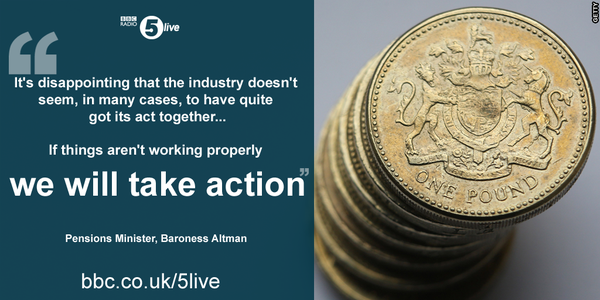 BBC
RADIO
5 live
“
It's disappointing that the industry doesn't
seem, in many cases, to have quite
got its act together...
If things aren't working properly
we will take action”
Pensions Minister, Baroness Altman
bbc.co.uk/5live
ONE POUND
GETTY